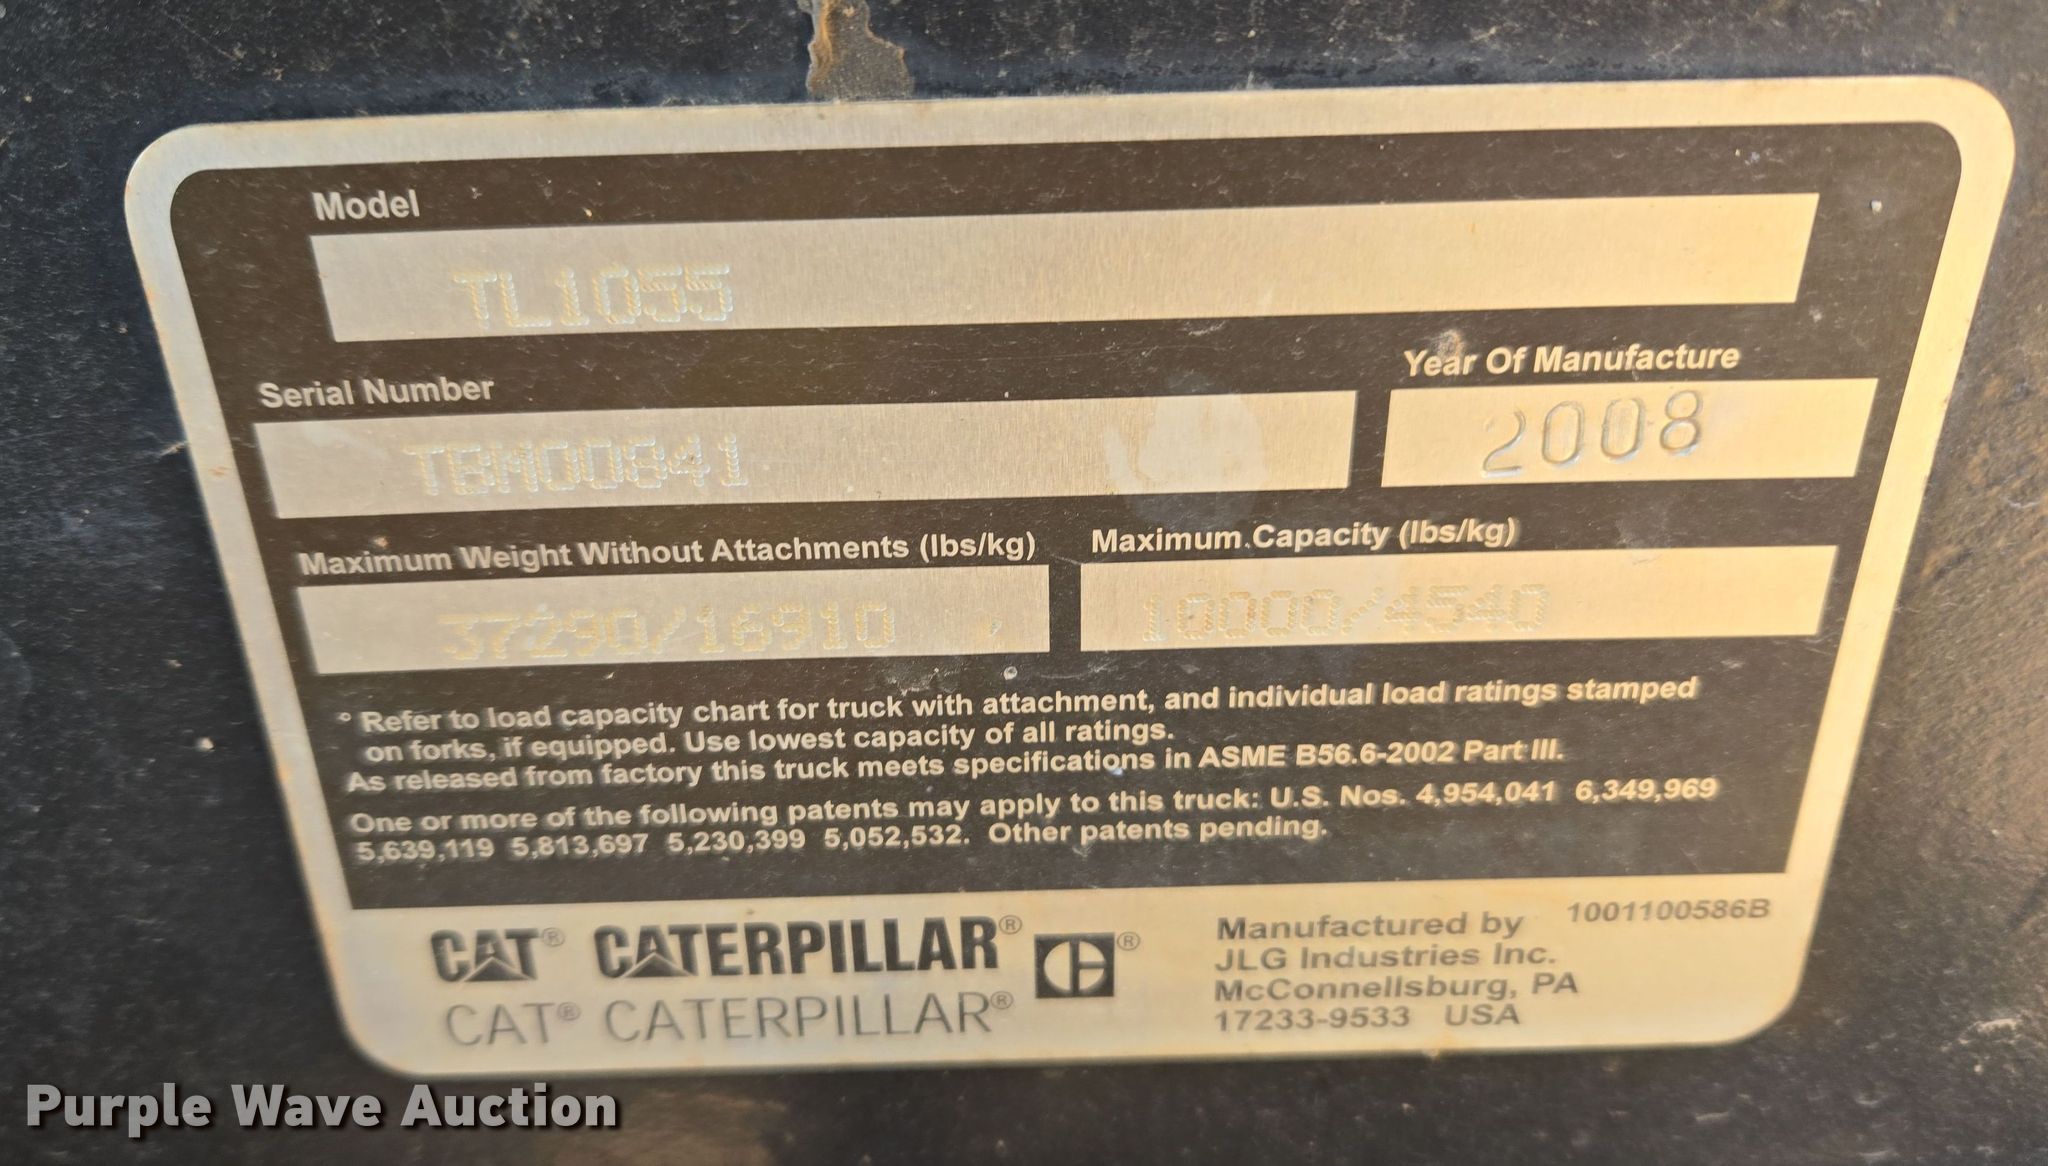 Model
TL1055
Serial Number
TBM00841
Year Of Manufacture
2008
Maximum Weight Without Attachments (lbs/kg)
37290/16910
Maximum Capacity (lbs/kg)
10000/4540
° Refer to load capacity chart for truck with attachment, and individual load ratings stamped
on forks, if equipped. Use lowest capacity of all ratings.
As released from factory this truck meets specifications in ASME B56.6-2002 Part III.
One or more of the following patents may apply to this truck: U.S. Nos. 4,954,041 6,349,969
5,639,119 5,813,697 5,230,399 5,052,532. Other patents pending.
CAT® CATERPILLAR® ®
CAT® CATERPILLAR®
Manufactured by 1001100586B
JLG Industries Inc.
McConnellsburg, PA
17233-9533 USA
Purple Wave Auction